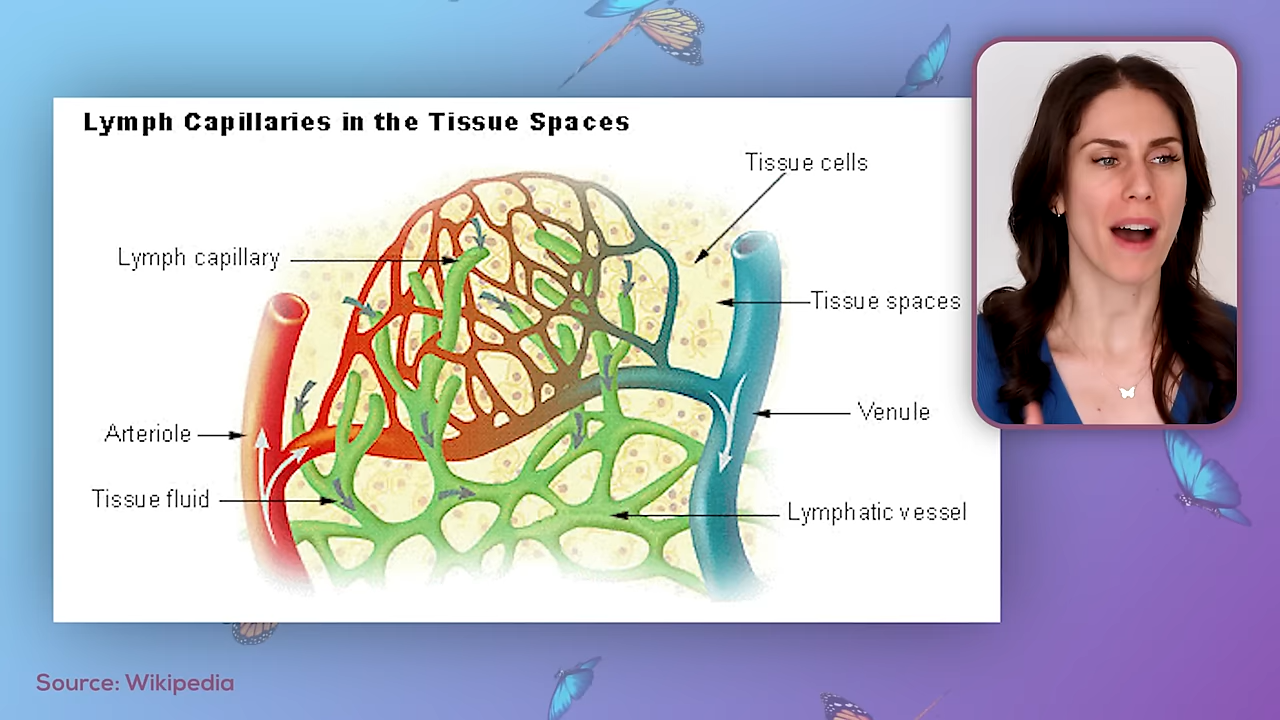 Lymph Capillaries in the Tissue Spaces
Tissue cells
Lymph capillary
Tissue spaces
Venule
Arteriole
Tissue fluid
Lymphatic vessel
Source: Wikipedia